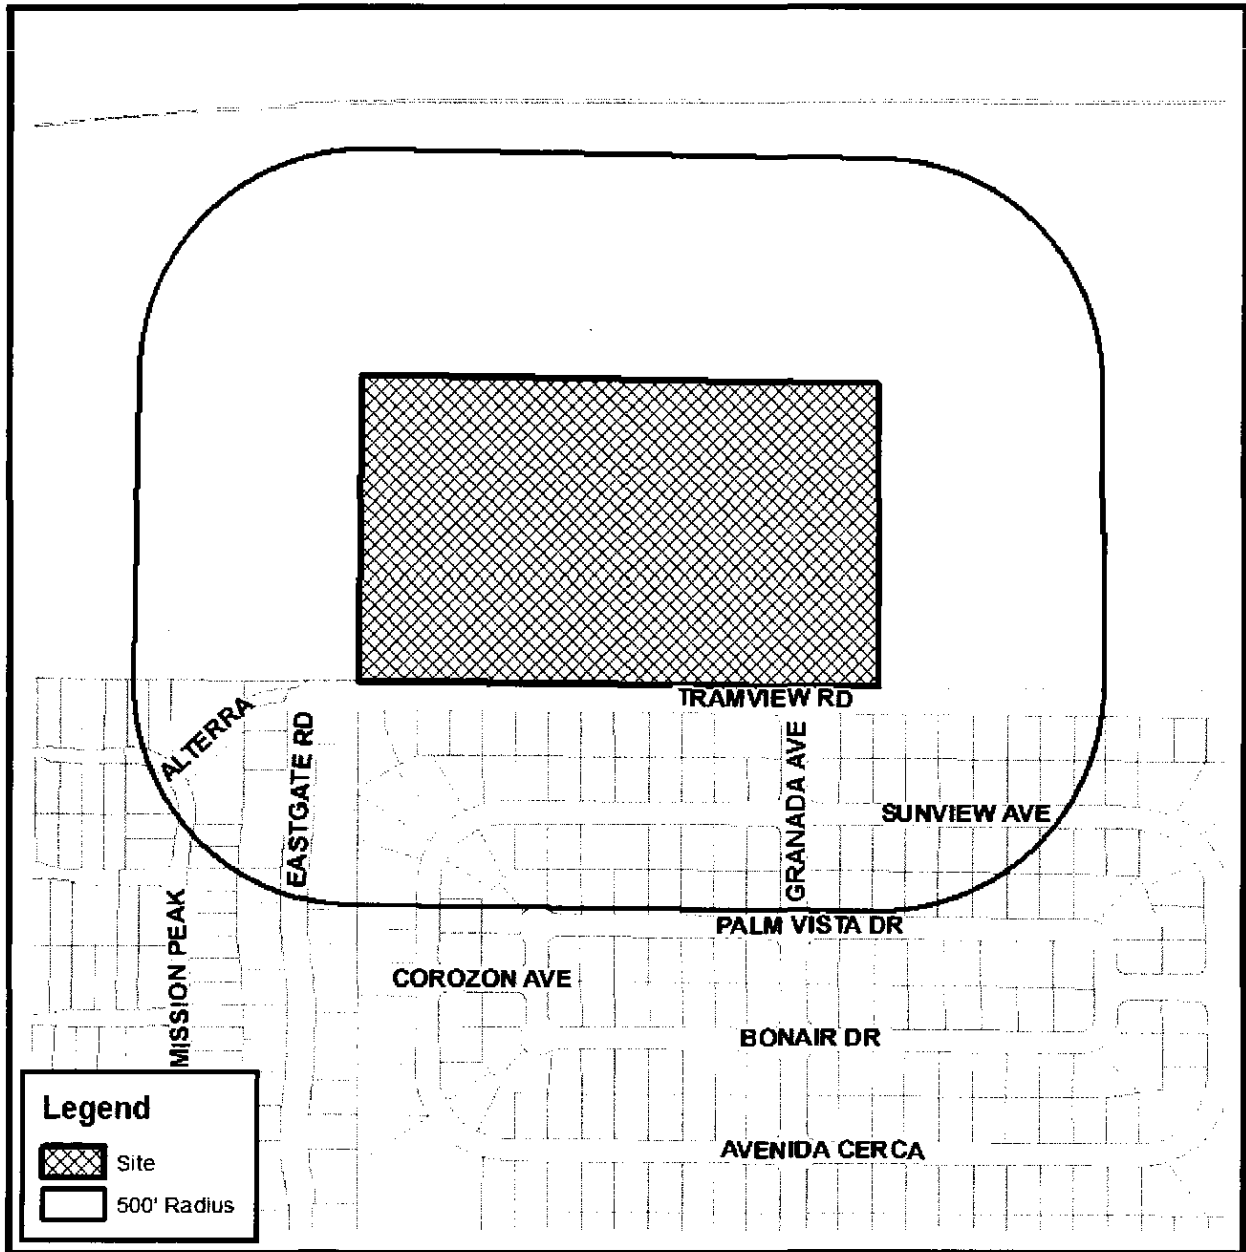 TRAMVIEW RD
ALTERRA
EASTGATE RD
GRANADA AVE
SUNVIEW AVE
MISSION PEAK
PALM VISTA DR
COROZON AVE
BONAIR DR
AVENIDA CERCA
Legend
Site
500' Radius